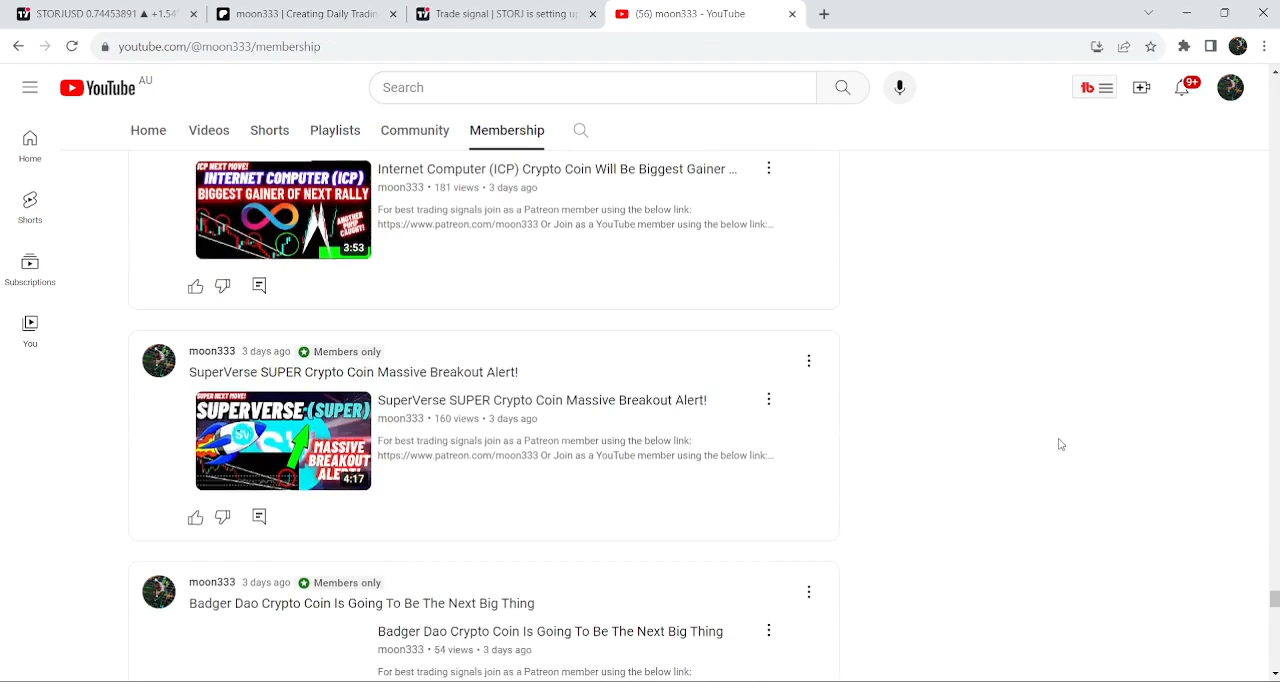 STORJUSD 0.74453891 ▲ +1.54
moon333 | Creating Daily Tradin
Trade signal | STORJ is setting u
(56) moon333 - YouTube
youtube.com/@moon333/membership
YouTube AU
Search
9+
Home
Videos
Shorts
Playlists
Community
Membership
Home
Shorts
Subscriptions
You
ICP NEXT MOVE!
INTERNET COMPUTER (ICP)
BIGGEST GAINER OF NEXT RALLY
ANOTHER
PUMP
CAUGHT!
3:53
Internet Computer (ICP) Crypto Coin Will Be Biggest Gainer ...
moon333 • 181 views • 3 days ago
For best trading signals join as a Patreon member using the below link:
https://www.patreon.com/moon333 Or Join as a YouTube member using the below link:...
moon333 3 days ago Members only
SuperVerse SUPER Crypto Coin Massive Breakout Alert!
SUPER NEXT MOVE!
SUPERVERSE (SUPER)
MASSIVE
BREAKOUT
4:17
SuperVerse SUPER Crypto Coin Massive Breakout Alert!
moon333 • 160 views • 3 days ago
For best trading signals join as a Patreon member using the below link:
https://www.patreon.com/moon333 Or Join as a YouTube member using the below link:...
moon333 3 days ago Members only
Badger Dao Crypto Coin Is Going To Be The Next Big Thing
Badger Dao Crypto Coin Is Going To Be The Next Big Thing
moon333 • 54 views • 3 days ago
For best trading signals join as a Patreon member using the below link: